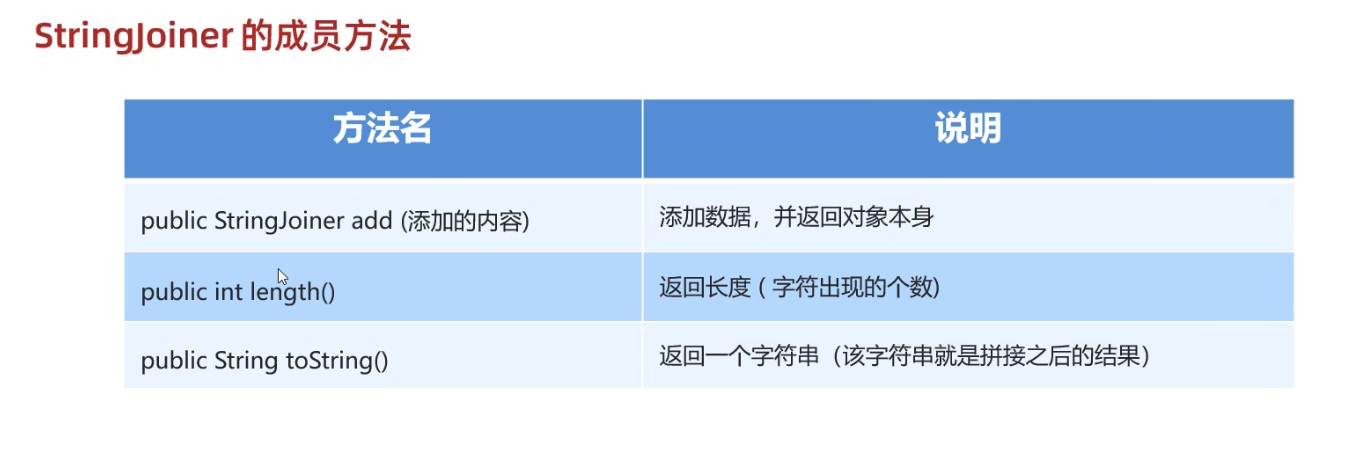 StringJoiner 的成员方法
方法名
说明
public StringJoiner add (添加的内容)
添加数据，并返回对象本身
public int length()
返回长度 ( 字符出现的个数)
public String toString()
返回一个字符串（该字符串就是拼接之后的结果）